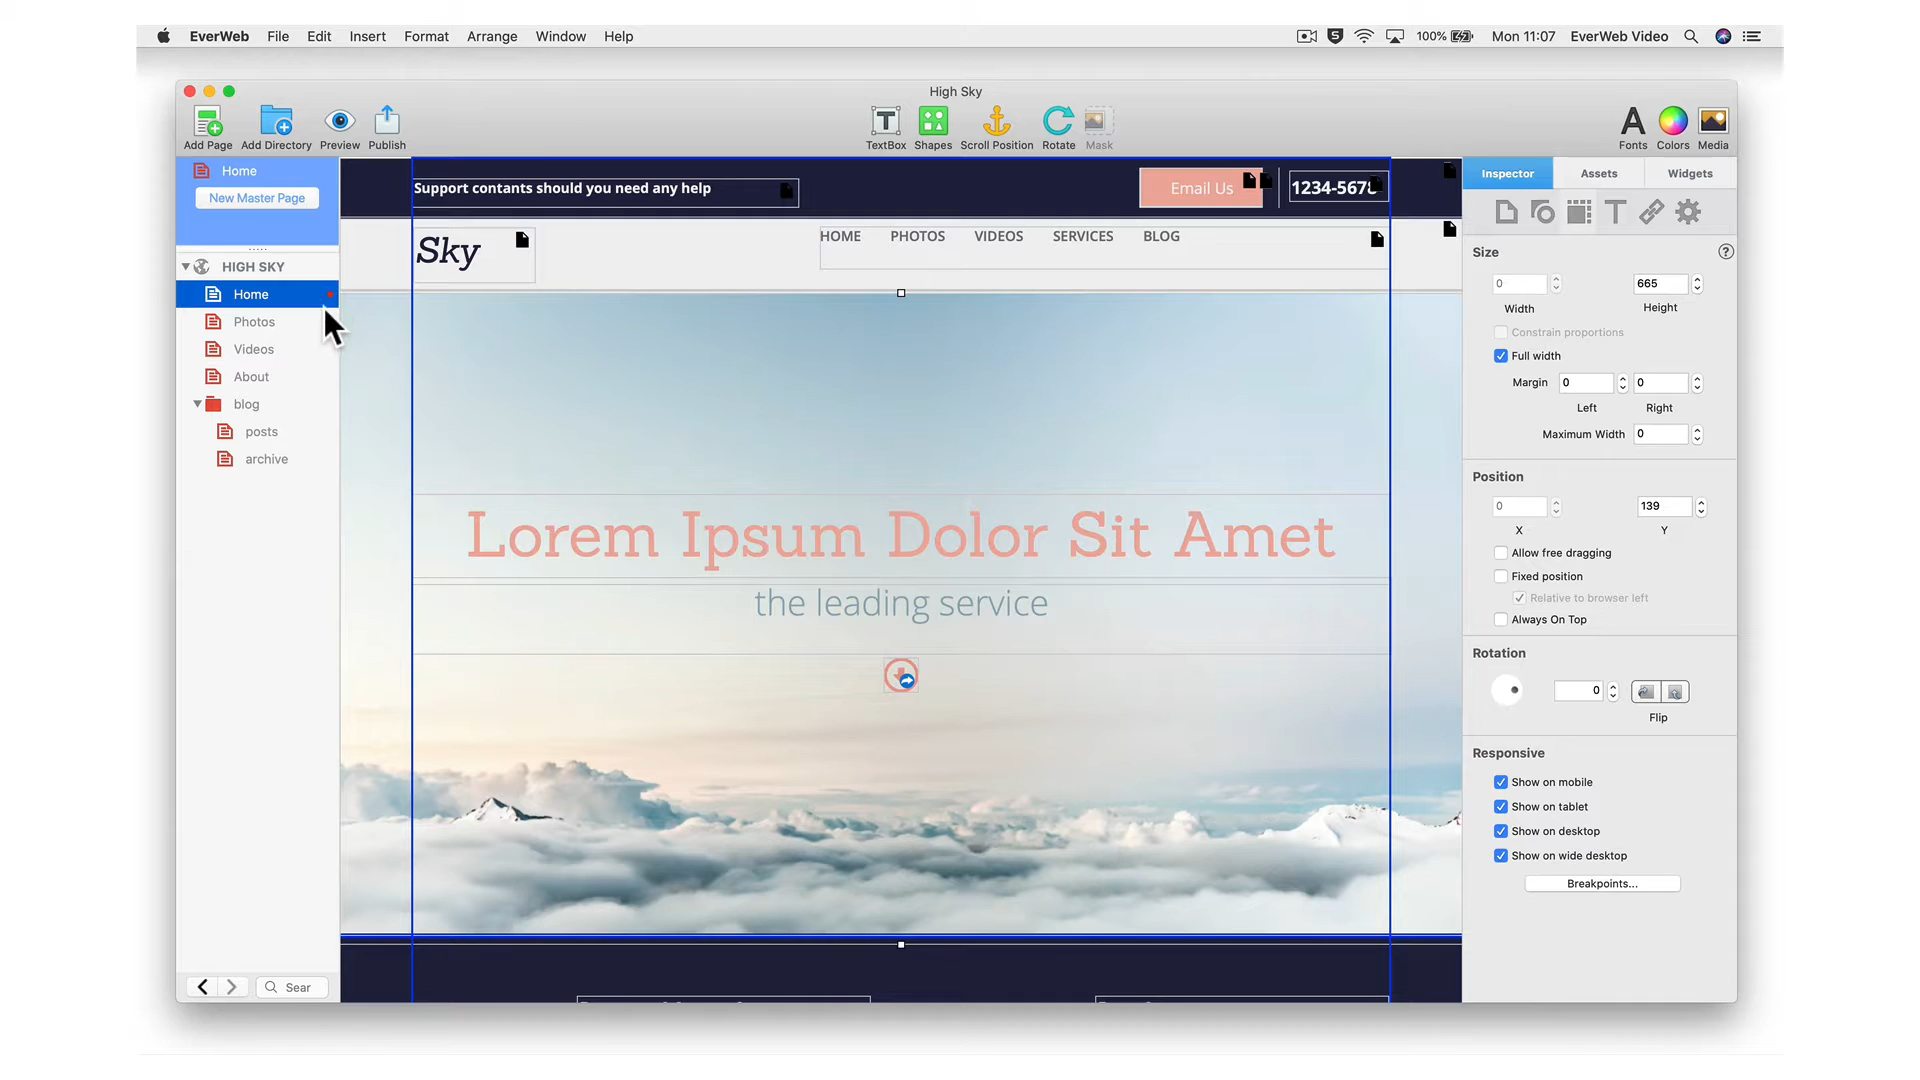 EverWeb File Edit Insert Format Arrange Window Help
100% Mon 11:07 EverWeb Video
High Sky
Add Page Add Directory Preview Publish
TextBox Shapes Scroll Position Rotate Mask
Fonts Colors Media
Home
New Master Page
HIGH SKY
Home
Photos
Videos
About
blog
posts
archive
Sear
Support contants should you need any help
Email Us
1234-5678
Sky
HOME PHOTOS VIDEOS SERVICES BLOG
Lorem Ipsum Dolor Sit Amet
the leading service
Inspector Assets Widgets
Size
0 665
Width Height
Constrain proportions
Full width
Margin 0 0
Left Right
Maximum Width 0
Position
0 139
X Y
Allow free dragging
Fixed position
Relative to browser left
Always On Top
Rotation
0
Flip
Responsive
Show on mobile
Show on tablet
Show on desktop
Show on wide desktop
Breakpoints...